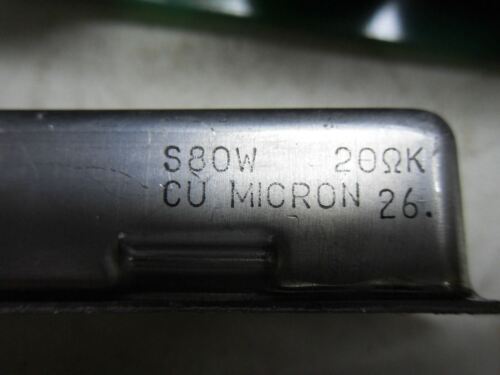 S80W 20ΩK
CU MICRON 26.